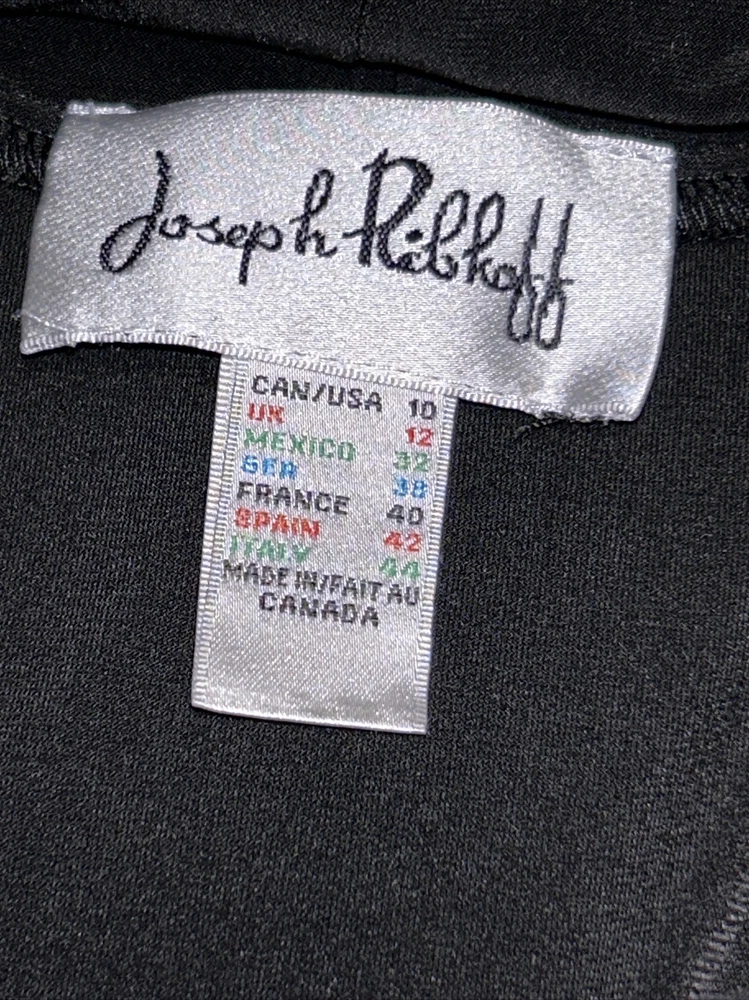 Joseph Ribkoff
CAN/USA 10
UK 12
MEXICO 32
GER 38
FRANCE 40
SPAIN 42
ITALY 44
MADE IN/FAIT AU
CANADA